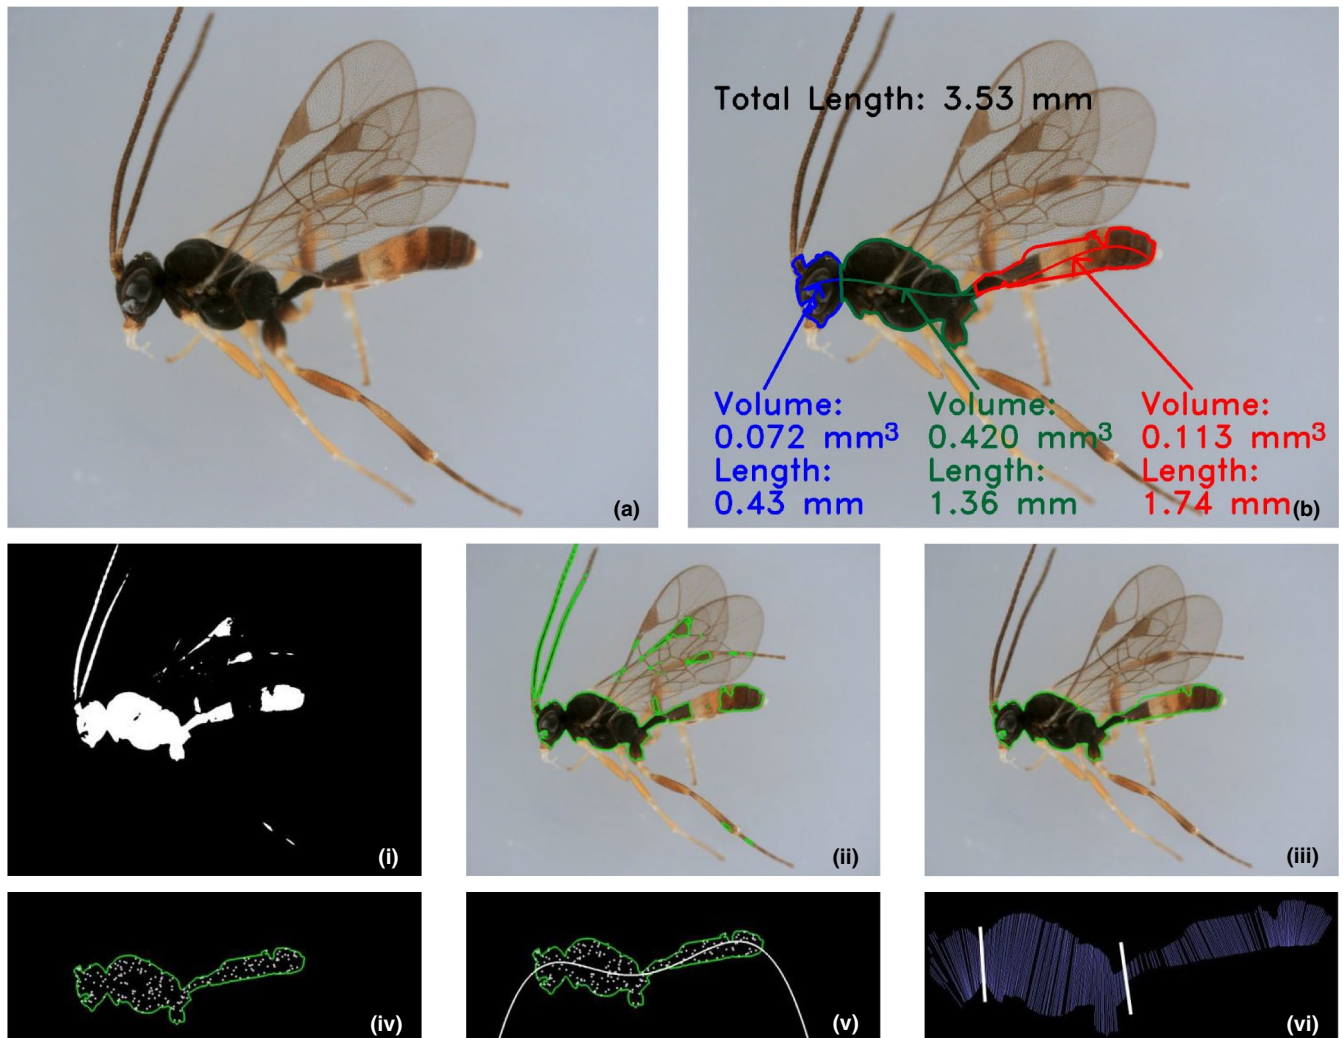 Total Length: 3.53 mm
Volume:
0.072 mm³
Length:
0.43 mm
Volume:
0.420 mm³
Length:
1.36 mm
Volume:
0.113 mm³
Length:
1.74 mm
(a)
(b)
(i)
(ii)
(iii)
(iv)
(v)
(vi)